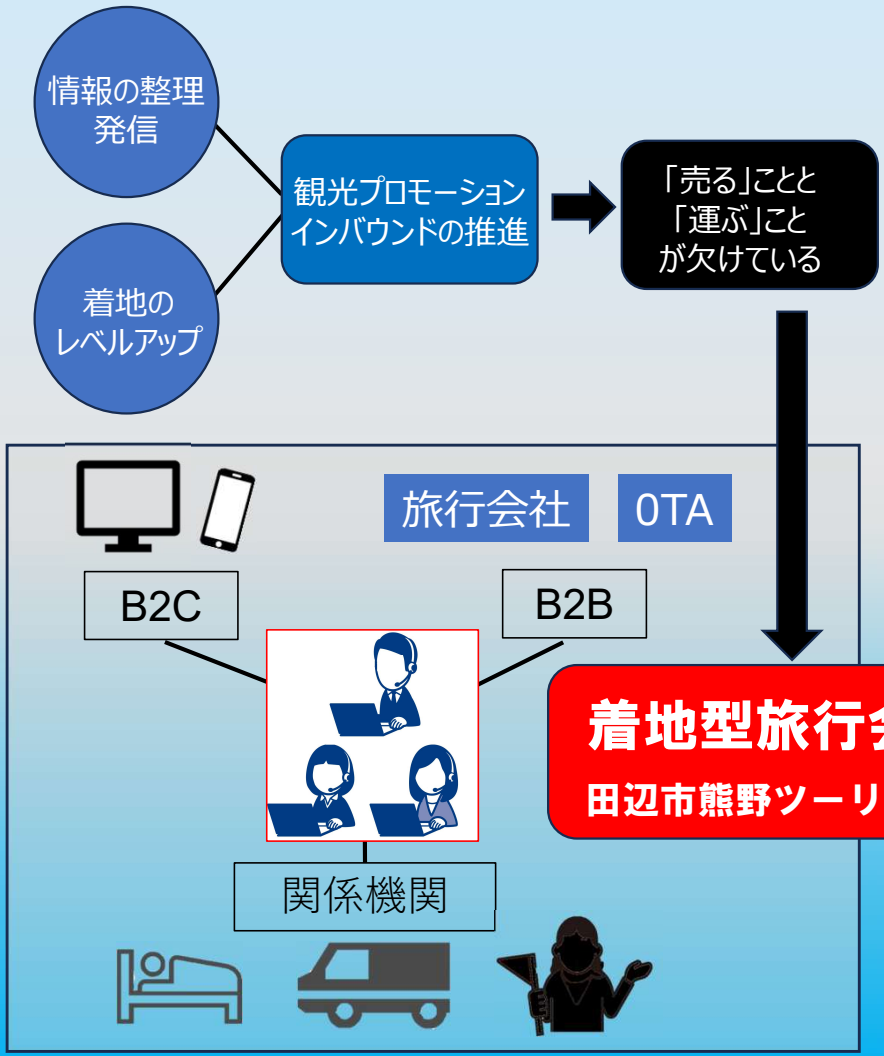 情報の整理
発信
観光プロモーション
インバウンドの推進
「売る」ことと
「運ぶ」こと
が欠けている
着地の
レベルアップ
旅行会社
0TA
B2C
B2B
着地型旅行会
田辺市熊野ツーリ
関係機関